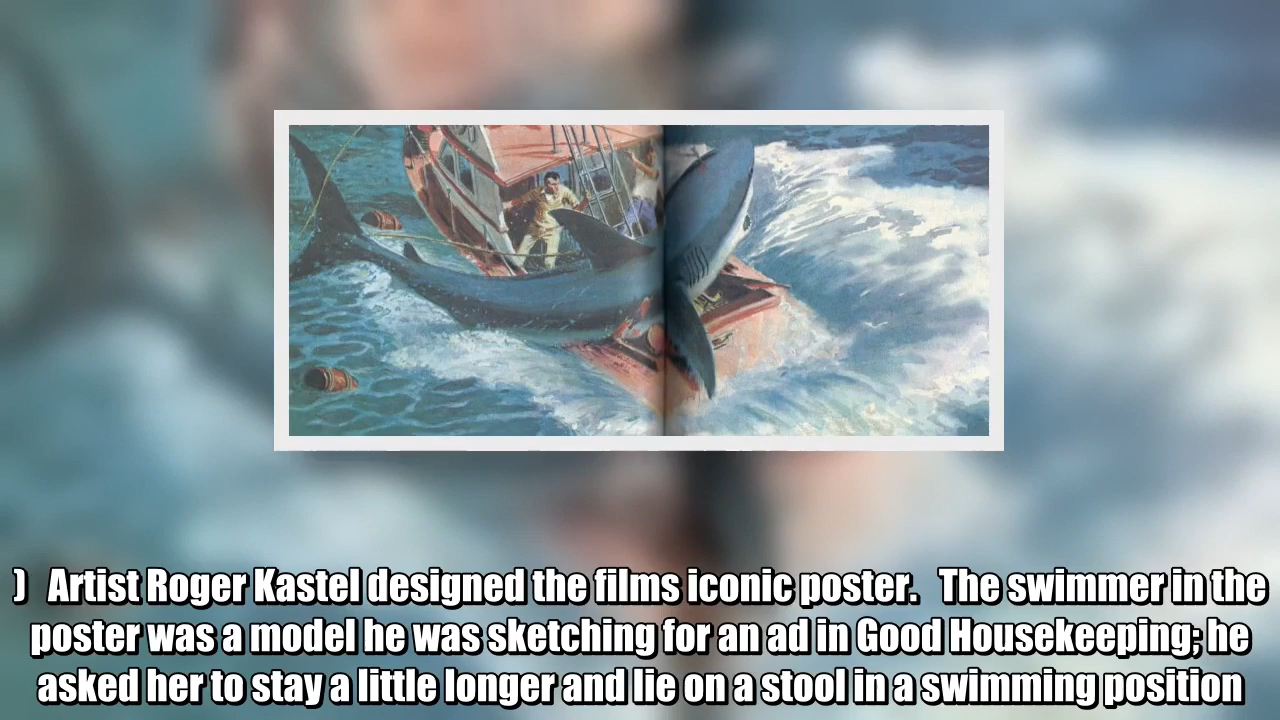 ) Artist Roger Kastel designed the films iconic poster. The swimmer in the
poster was a model he was sketching for an ad in Good Housekeeping; he
asked her to stay a little longer and lie on a stool in a swimming position